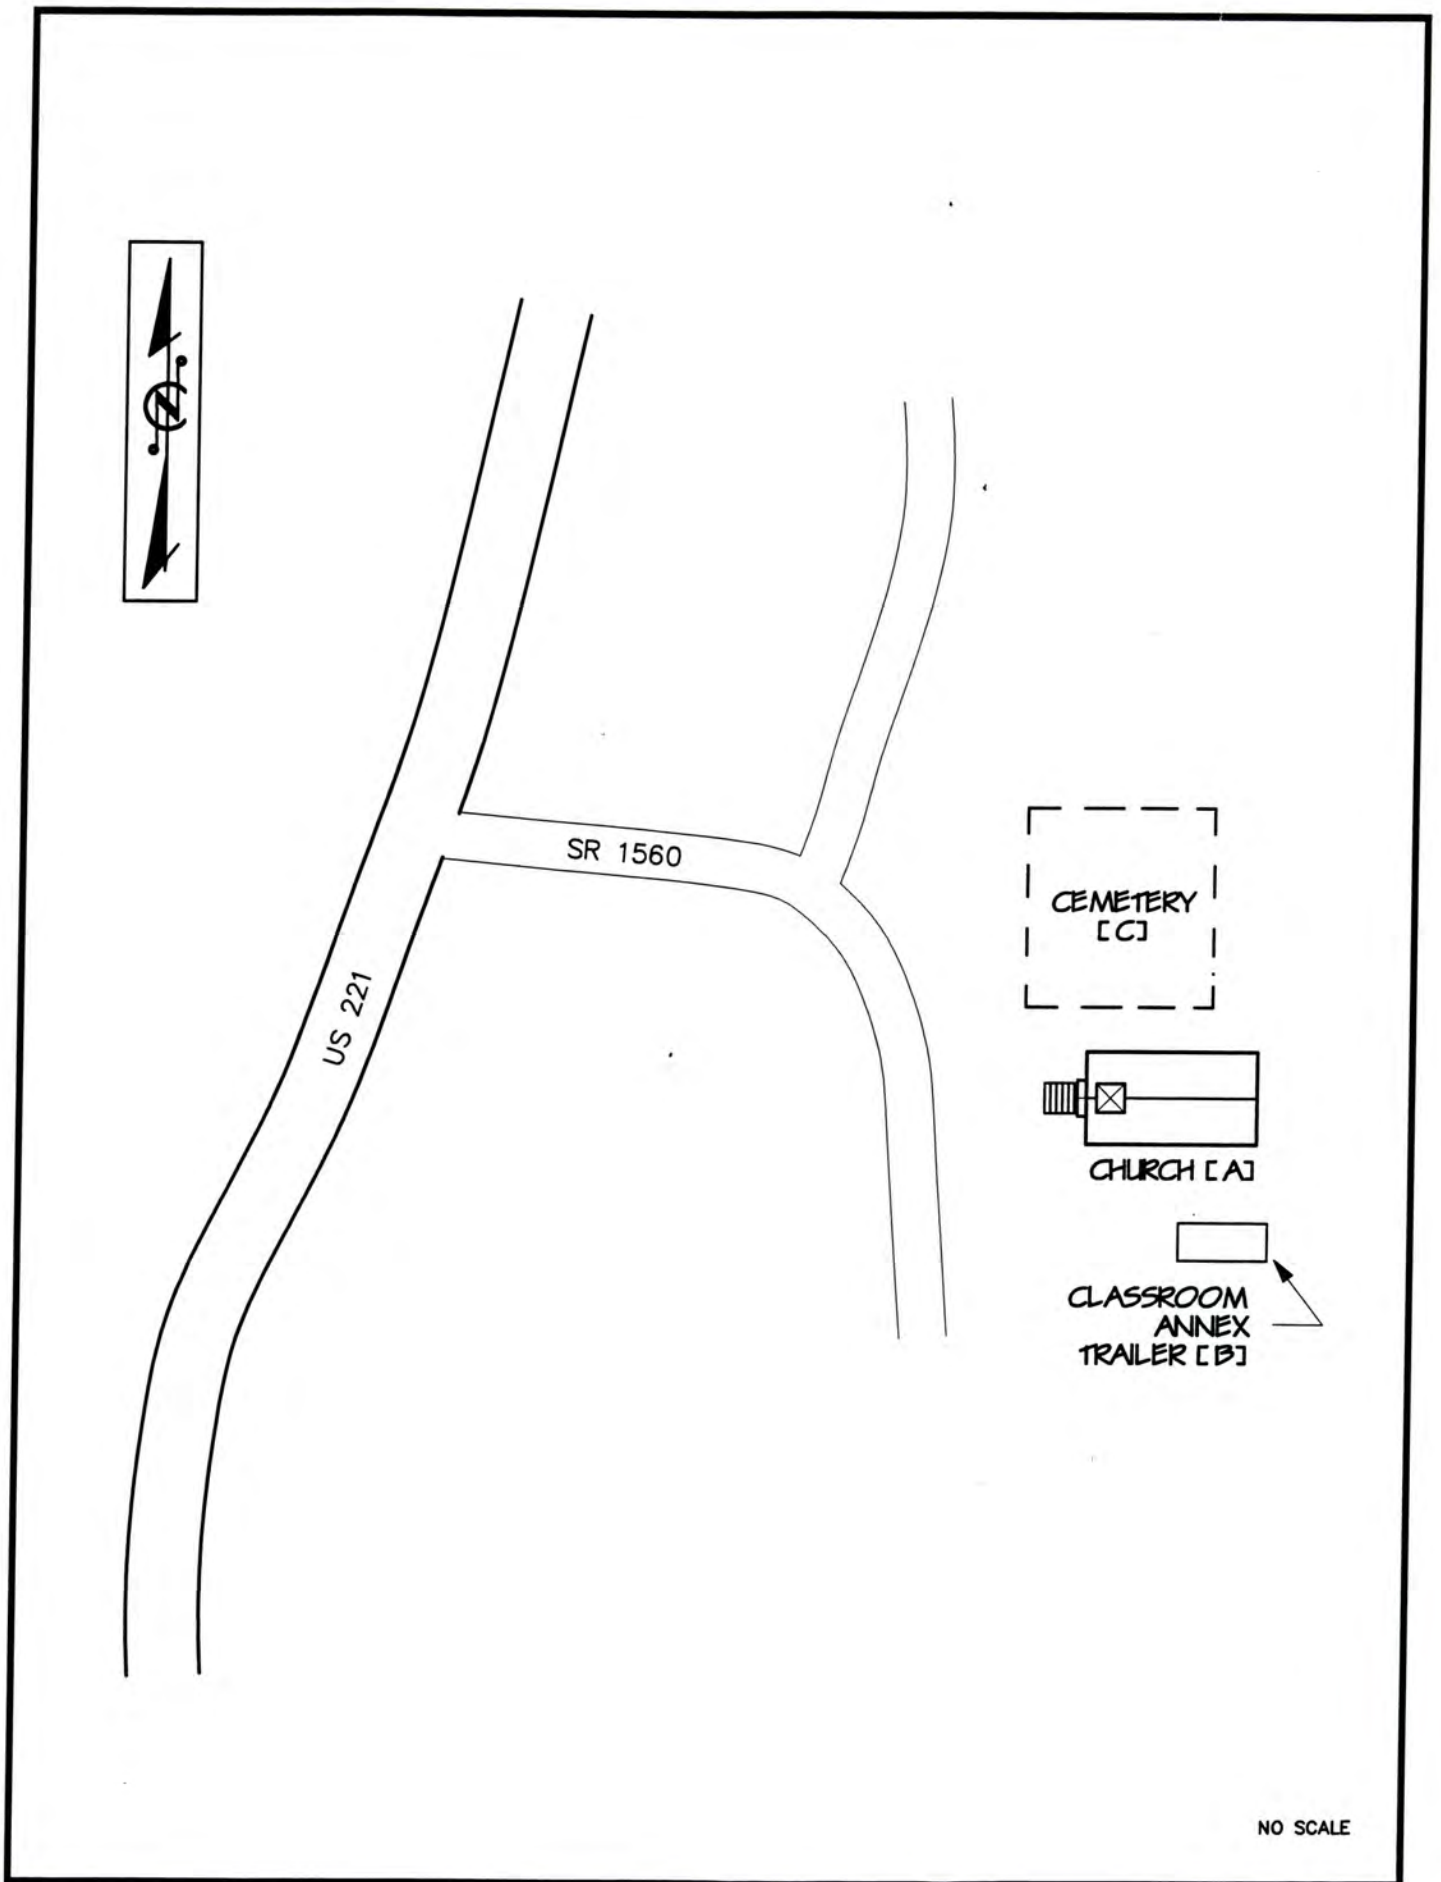 N
SR 1560
CEMETERY
[C]
US 221
CHURCH [A]
CLASSROOM
ANNEX
TRAILER [B]
NO SCALE